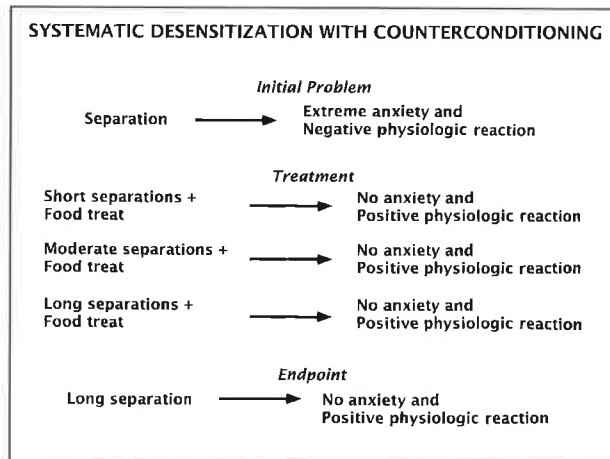 SYSTEMATIC DESENSITIZATION WITH COUNTERCONDITIONING
Initial Problem
Separation
Extreme anxiety and
Negative physiologic reaction
Treatment
Short separations +
Food treat
No anxiety and
Positive physiologic reaction
Moderate separations +
Food treat
No anxiety and
Positive physiologic reaction
Long separations +
Food treat
No anxiety and
Positive physiologic reaction
Endpoint
Long separation
No anxiety and
Positive physiologic reaction